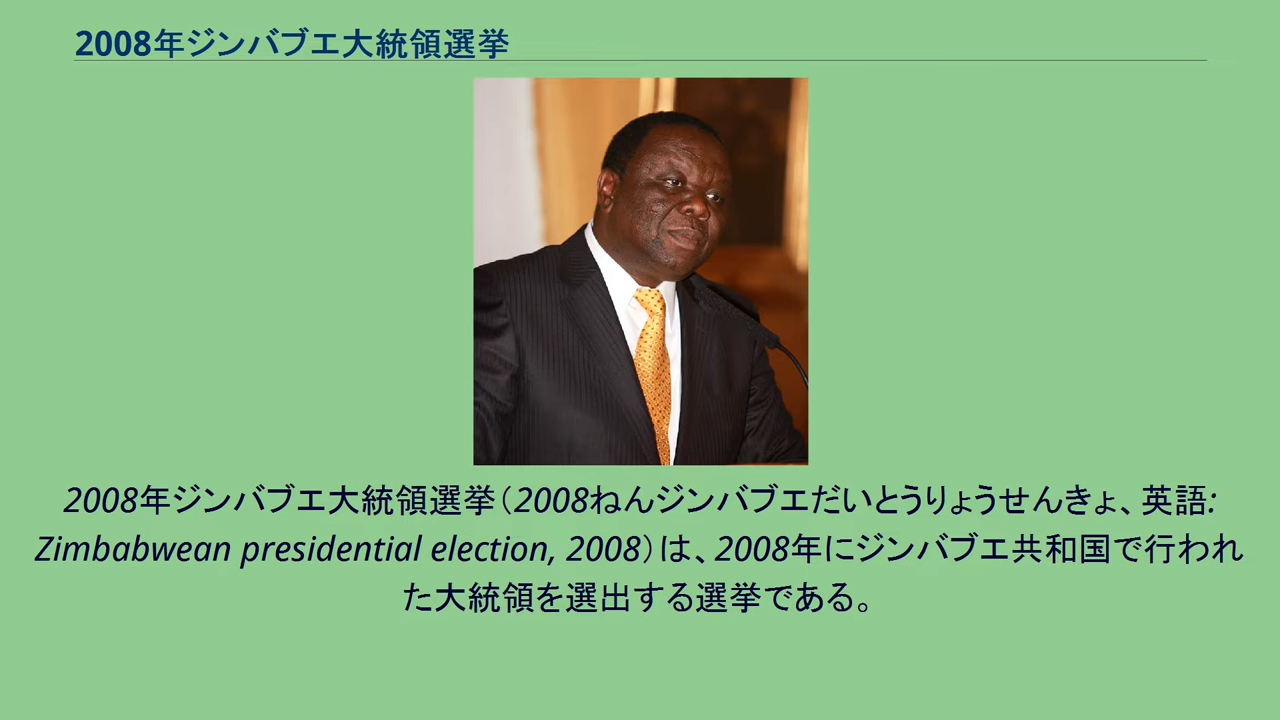 2008年ジンバブエ大統領選挙
2008年ジンバブエ大統領選挙（2008ねんジンバブエだいとうりょうせんきょ、英語:
Zimbabwean presidential election, 2008）は、2008年にジンバブエ共和国で行われ
た大統領を選出する選挙である。